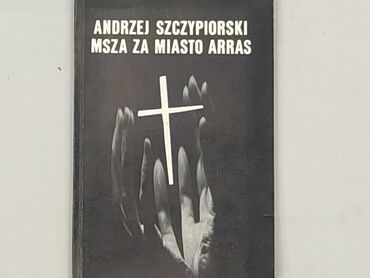 ANDRZEJ SZCZYPIORSKI
MSZA ZA MIASTO ARRAS